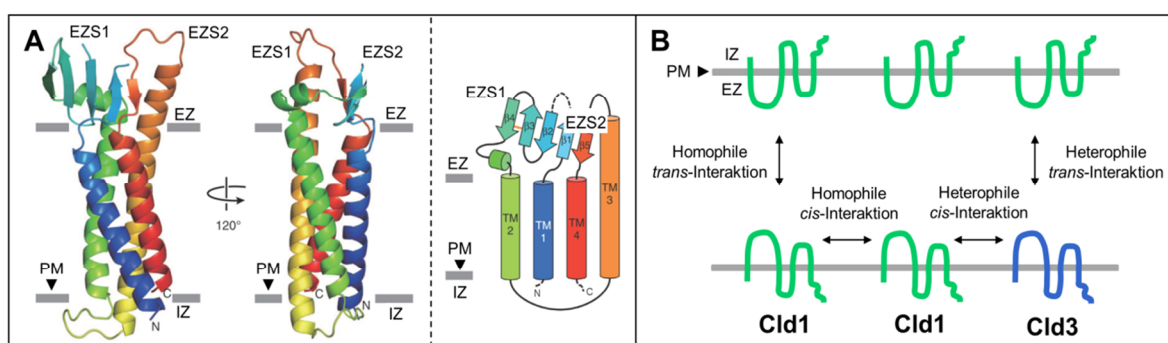 A
EZS1
EZS2
EZ
PM
IZ
C
N
120°
EZS1
EZS2
EZ
PM
IZ
C
N
EZS1
EZS2
β4
β3
β2
β1
β5
EZ
TM
2
TM
1
TM
4
TM
3
PM
IZ
N
C
B
IZ
PM
EZ
Homophile
trans-Interaktion
Heterophile
trans-Interaktion
Homophile
cis-Interaktion
Heterophile
cis-Interaktion
Cld1
Cld1
Cld3